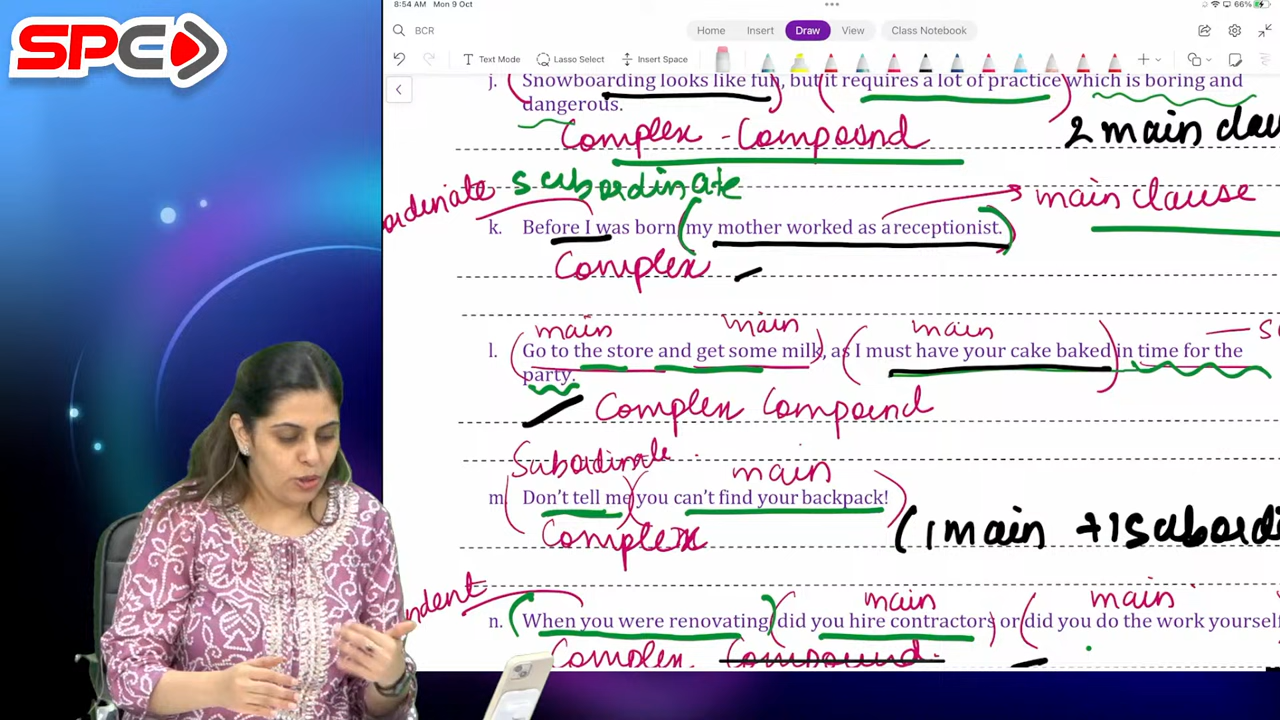 SPE
8:54 AM Mon 9 Oct
66%
BCR
Home Insert Draw View Class Notebook
Text Mode Lasso Select Insert Space
j. Snowboarding looks like fun, but it requires a lot of practice which is boring and
dangerous.
Complex - Compound
2 main clau
ordinate subordinate
main clause
k. Before I was born, my mother worked as a receptionist.
Complex
main main main
l. Go to the store and get some milk, as I must have your cake baked in time for the
party.
Complex Compound
Subordinate
main
m. Don't tell me you can't find your backpack!
Complex
(1 main + 1 subordi
ndent
main main
n. When you were renovating, did you hire contractors or did you do the work yourself
Complex. Compound.